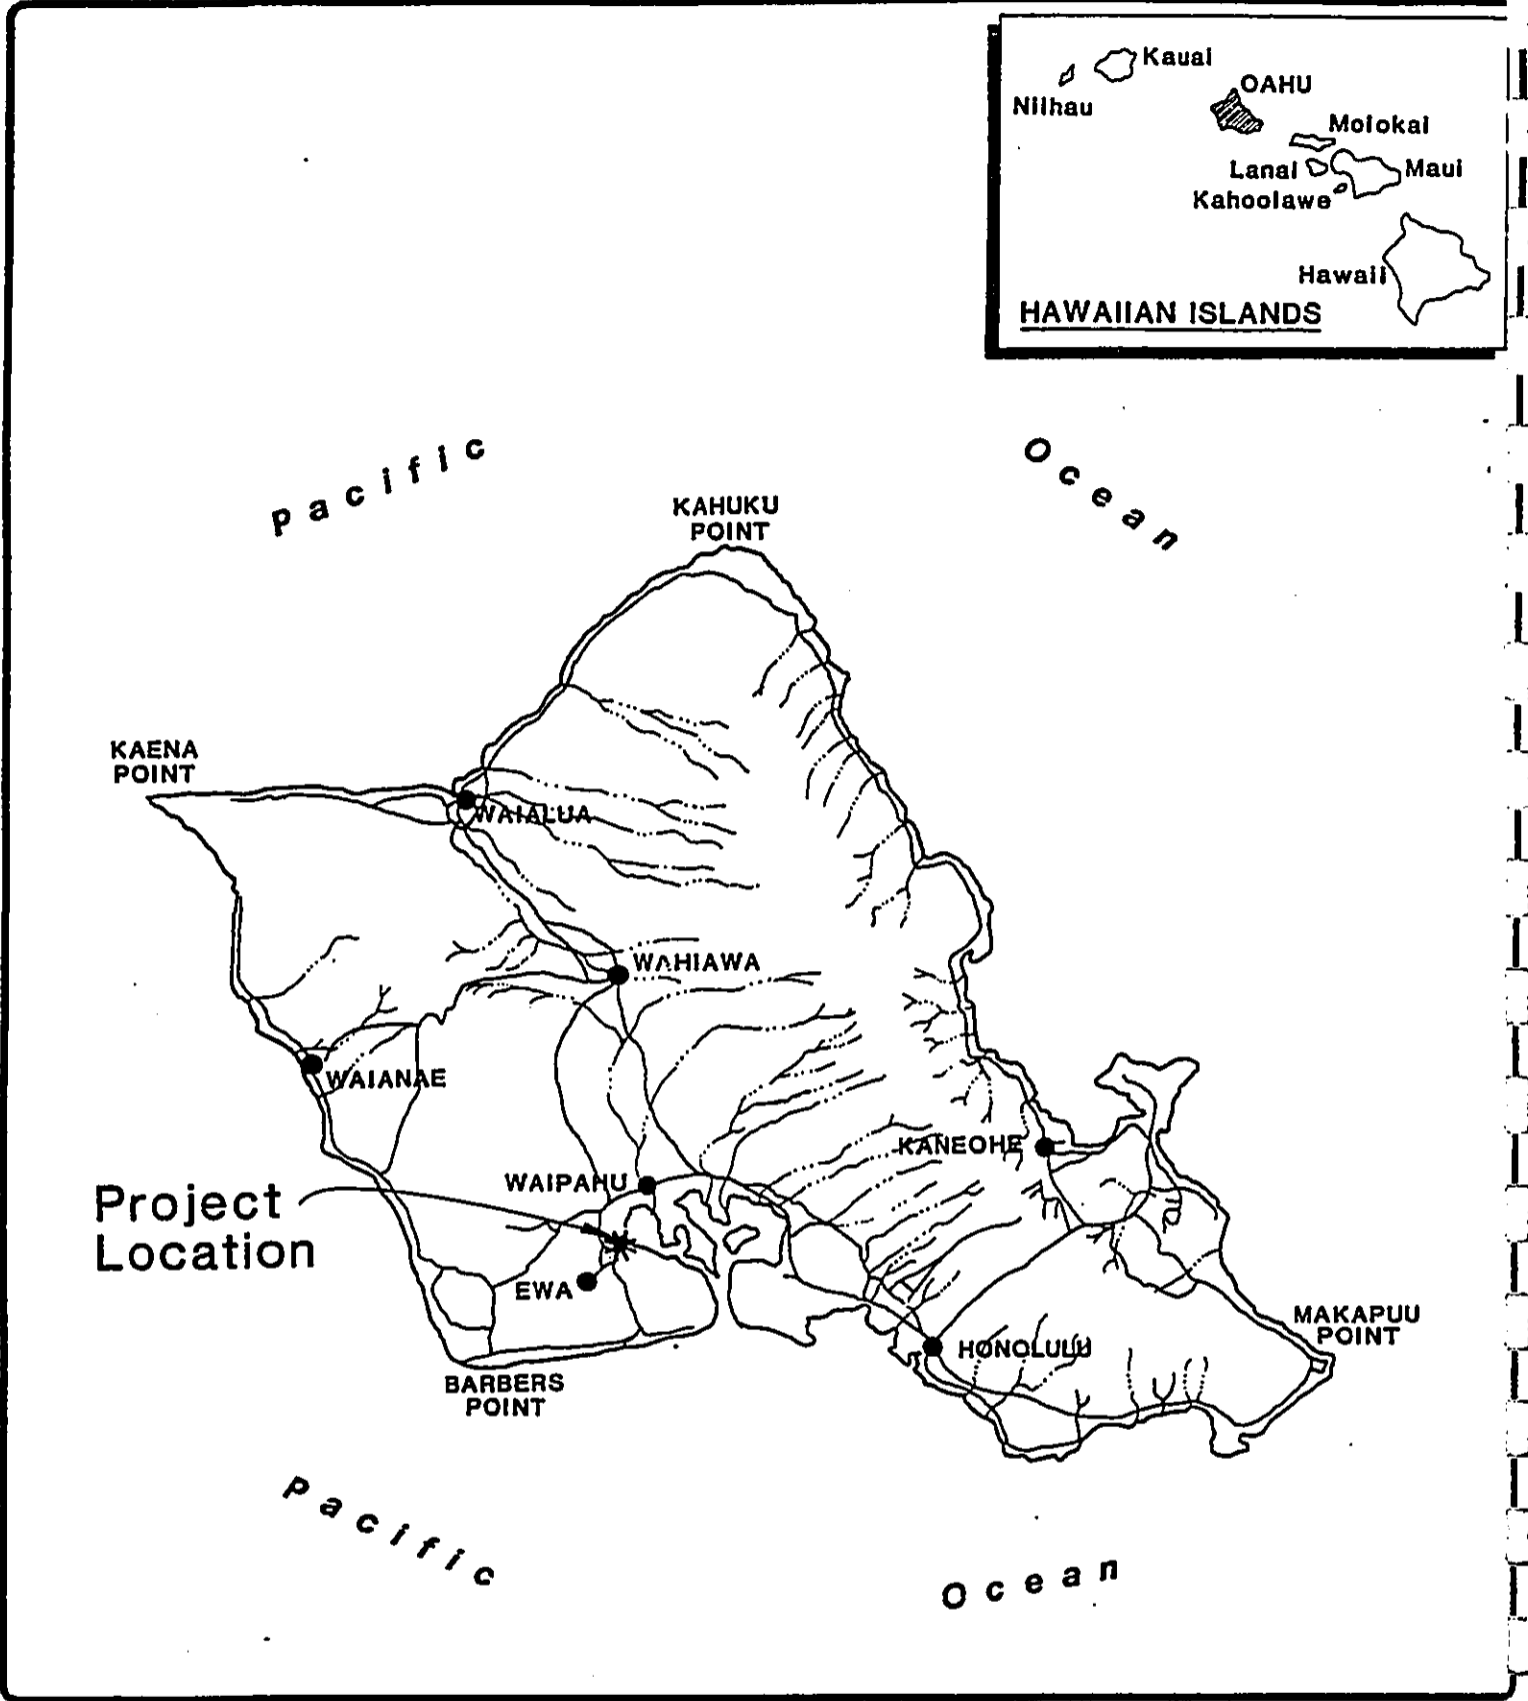 Kauai
OAHU
Niihau
Molokai
Lanai
Maui
Kahoolawe
Hawaii
HAWAIIAN ISLANDS
Pacific
Ocean
KAHUKU
POINT
KAENA
POINT
WAIALUA
WAHIAWA
WAIANAE
KANEOHE
WAIPAHU
Project
Location
EWA
MAKAPUU
POINT
HONOLULU
BARBERS
POINT
Pacific
Ocean